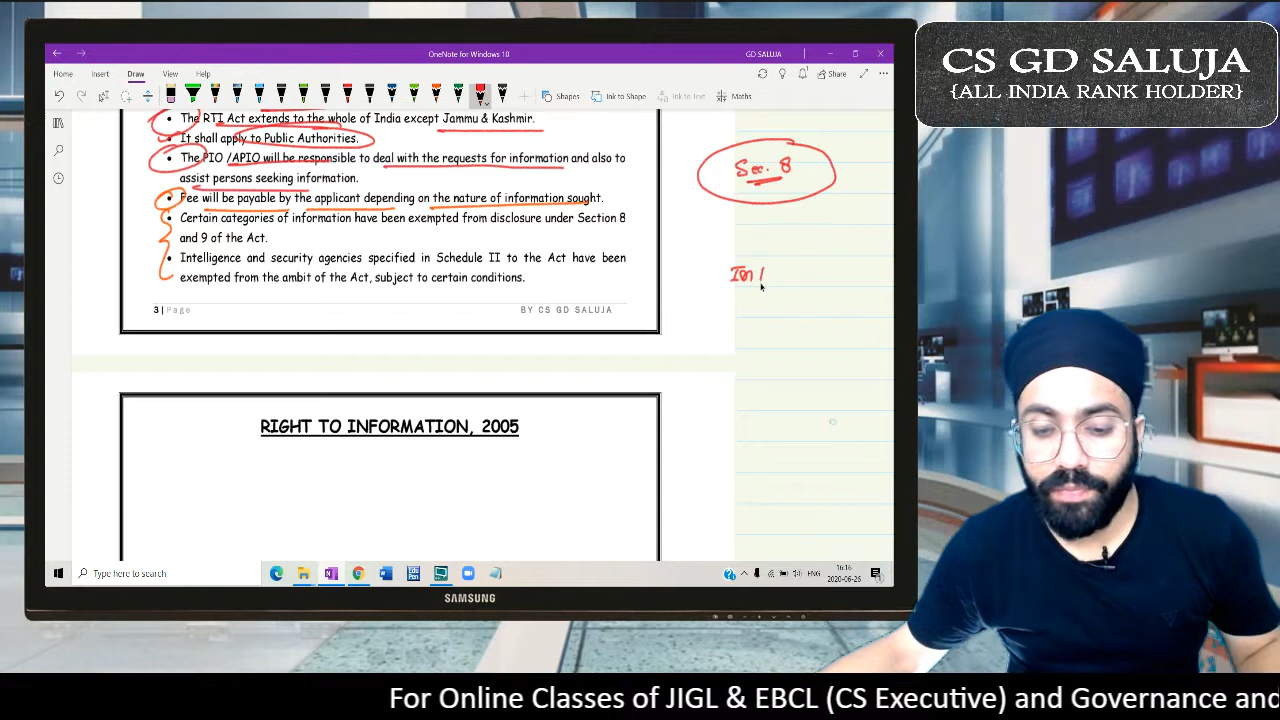 CS GD SALUJA
{ALL INDIA RANK HOLDER}
OneNote for Windows 10
GD SALUJA
Home Insert Draw View Help
Share
Shapes Ink to Shape Ink to Text Maths
• The RTI Act extends to the whole of India except Jammu & Kashmir.
• It shall apply to Public Authorities.
• The PIO /APIO will be responsible to deal with the requests for information and also to
assist persons seeking information.
• Fee will be payable by the applicant depending on the nature of information sought.
• Certain categories of information have been exempted from disclosure under Section 8
and 9 of the Act.
• Intelligence and security agencies specified in Schedule II to the Act have been
exempted from the ambit of the Act, subject to certain conditions.
Sec. 8
3 | Page
BY CS GD SALUJA
RIGHT TO INFORMATION, 2005
Type here to search
ENG
16:16
2020-06-26
SAMSUNG
For Online Classes of JIGL & EBCL (CS Executive) and Governance and